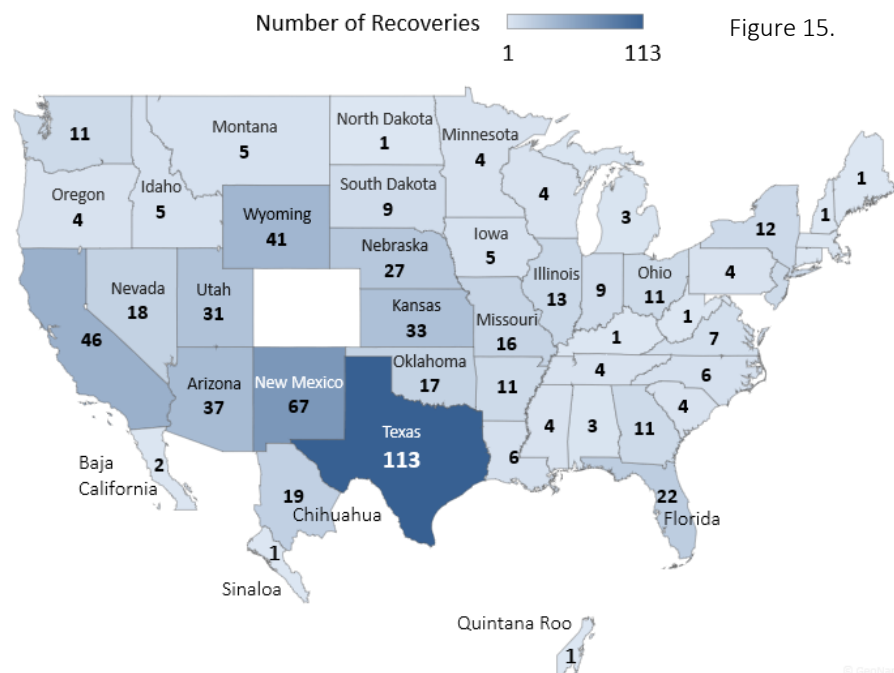 Number of Recoveries
1 113
Figure 15.
11
Montana
5
North Dakota
1
Minnesota
4
Oregon
4
Idaho
5
Wyoming
41
South Dakota
9
4
3
12
1
1
Nebraska
27
Iowa
5
Nevada
18
Utah
31
Illinois
13
9
Ohio
11
4
46
Kansas
33
Missouri
16
1
1
7
Arizona
37
New Mexico
67
Oklahoma
17
11
4
6
4
Texas
113
6
4
3
11
Baja
California
2
19
Chihuahua
22
Florida
1
Sinaloa
Quintana Roo
1